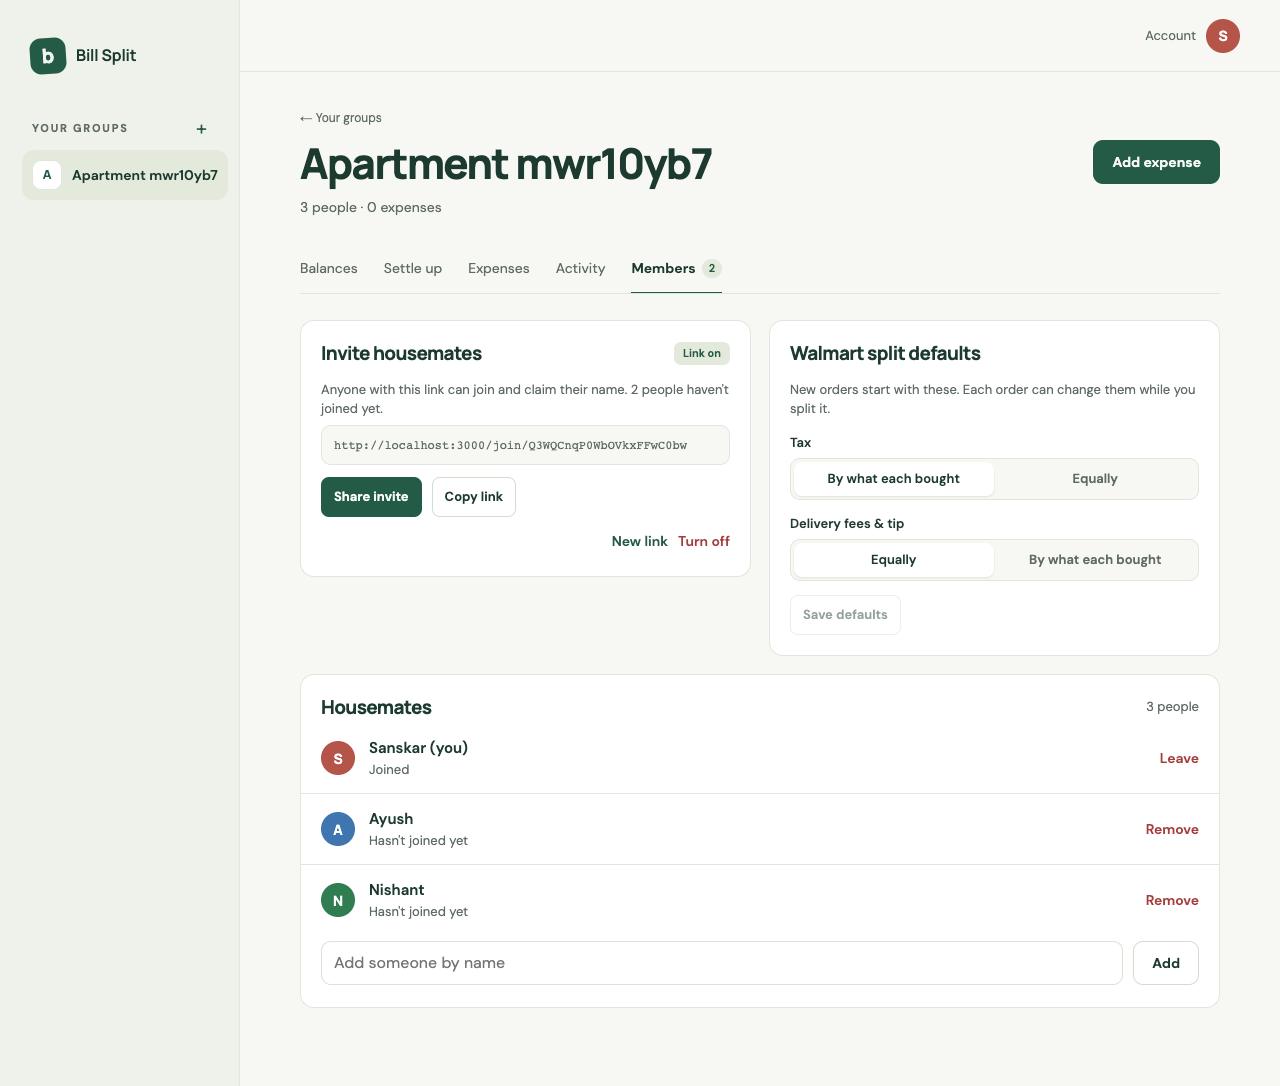 b Bill Split
YOUR GROUPS +
A Apartment mwr10yb7
Account S
← Your groups
Apartment mwr10yb7
Add expense
3 people · 0 expenses
Balances Settle up Expenses Activity Members 2
Invite housemates Link on
Anyone with this link can join and claim their name. 2 people haven't
joined yet.
http://localhost:3000/join/Q3WQCnqP0WbOVkxFFwC0bw
Share invite Copy link
New link Turn off
Walmart split defaults
New orders start with these. Each order can change them while you
split it.
Tax
By what each bought Equally
Delivery fees & tip
Equally By what each bought
Save defaults
Housemates 3 people
S Sanskar (you)
Joined
Leave
A Ayush
Hasn't joined yet
Remove
N Nishant
Hasn't joined yet
Remove
Add someone by name Add